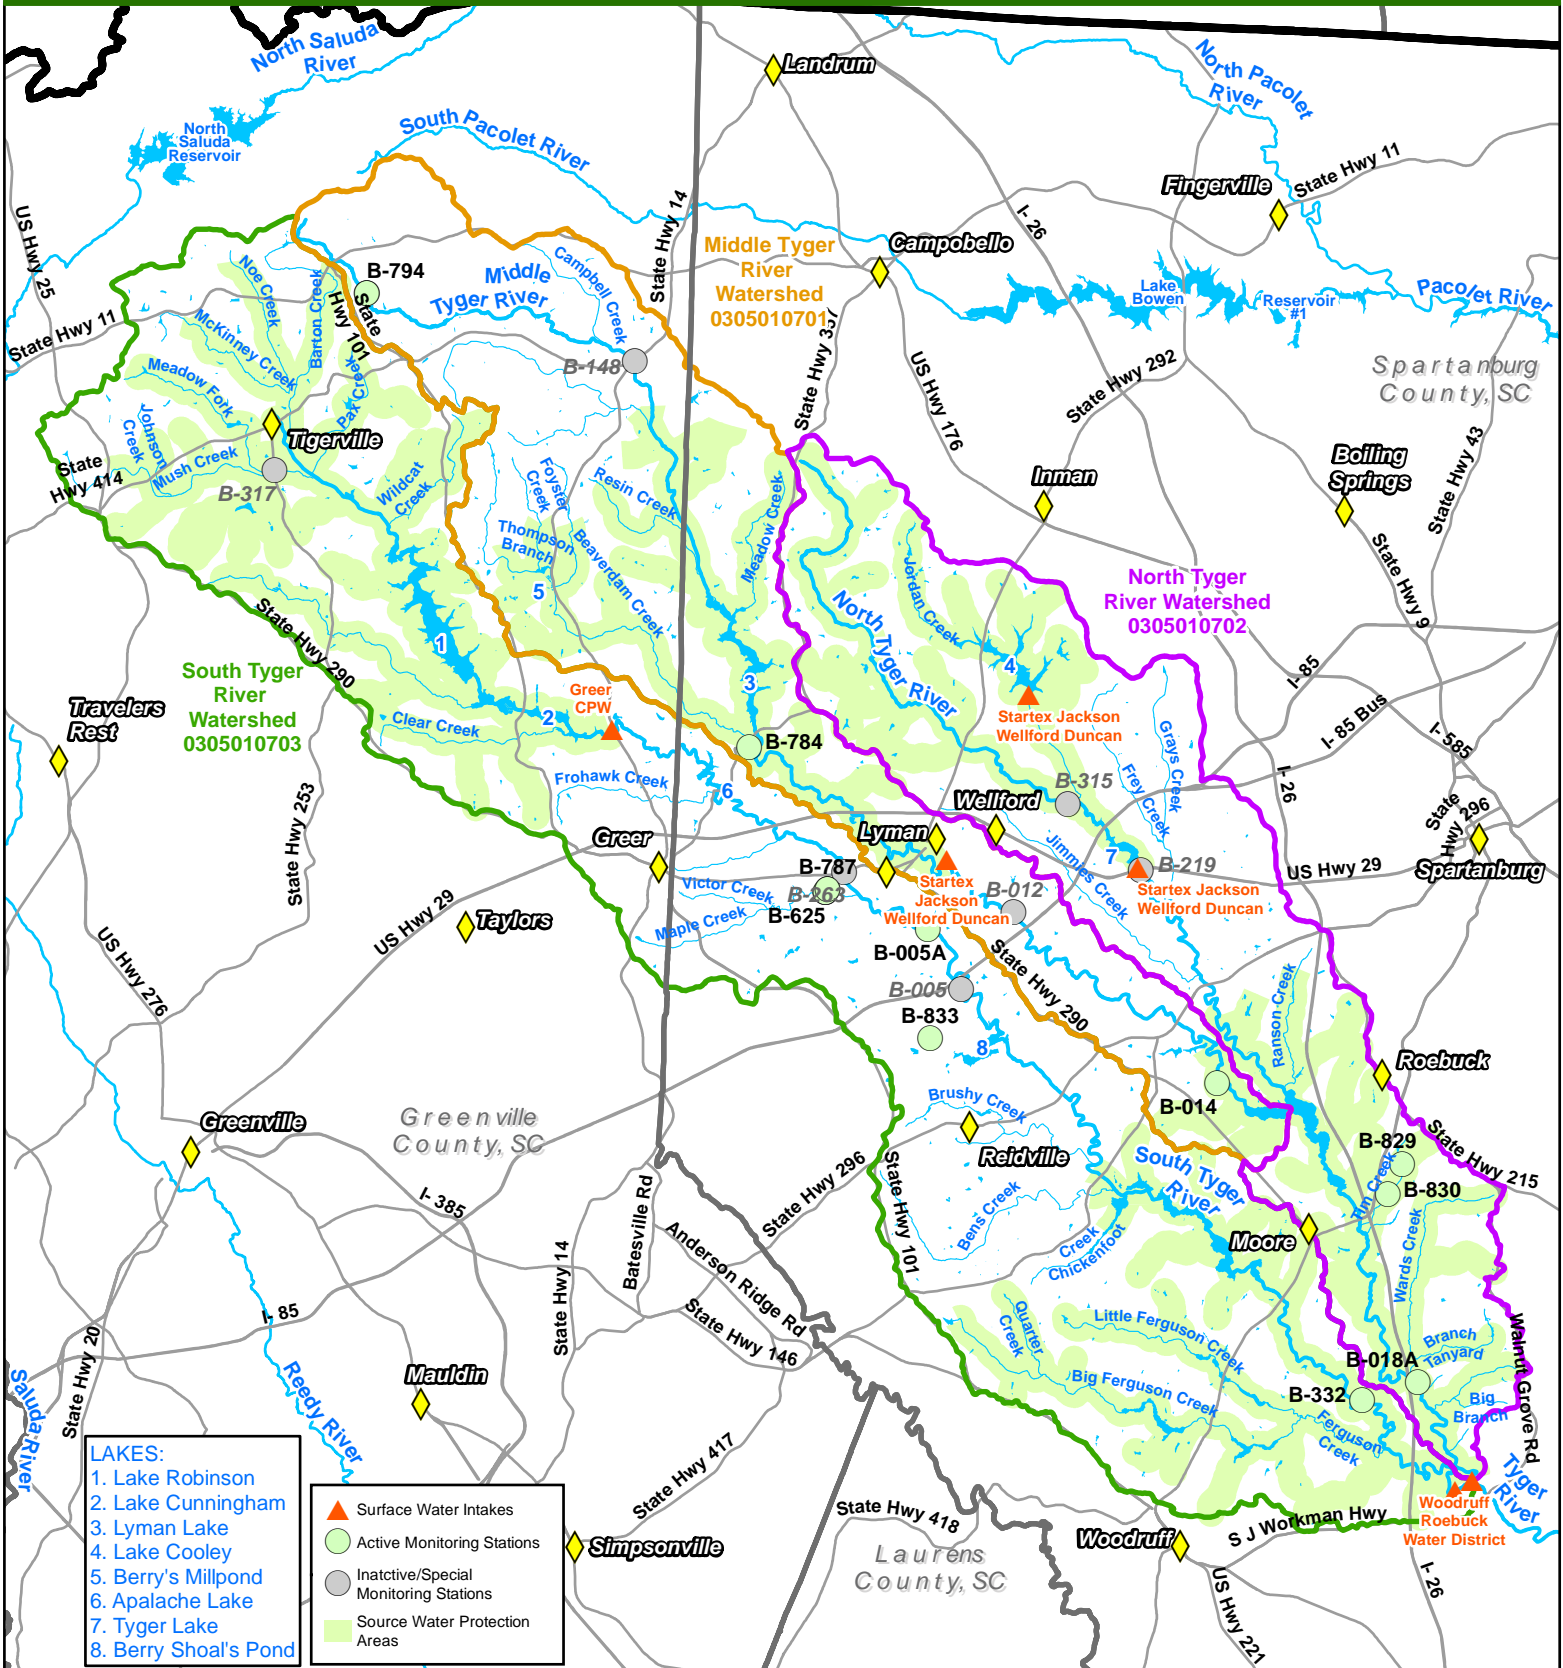 North Saluda
River
Landrum
North Pacolet
River
North
Saluda
Reservoir
South Pacolet River
State Hwy 11
Fingerville
US Hwy 25
State Hwy 14
I- 26
Middle Tyger
River
Watershed
0305010701
Campobello
Noe Creek
B-794
Middle
Tyger River
Campbell Creek
Barton Creek
State
Hwy 101
Lake
Bowen
Reservoir
#1
Pacolet River
State Hwy 11
McKinney Creek
B-148
State Hwy 357
US Hwy 176
State Hwy 292
Spartanburg
County, SC
Meadow Fork
Pax Creek
Johnson
Creek
Tigerville
Mush Creek
State
Hwy 414
B-317
Wildcat
Creek
Foyster
Creek
Resin Creek
Meadow Creek
Inman
Boiling
Springs
State Hwy 43
Thompson
Branch
Beaverdam Creek
5
Jordan Creek
State Hwy 9
North Tyger
River Watershed
0305010702
State Hwy 290
1
North Tyger River
4
I- 85
South Tyger
River
Watershed
0305010703
Greer
CPW
3
Startex Jackson
Wellford Duncan
Travelers
Rest
Clear Creek
2
B-784
Grays Creek
I- 85 Bus
I- 585
Frohawk Creek
6
B-315
Frey Creek
I- 26
State Hwy 253
Wellford
State
Hwy 296
Greer
Lyman
Jimmies Creek
7
B-219
US Hwy 29
Spartanburg
B-787
B-263
B-625
Victor Creek
Maple Creek
Startex
Jackson
Wellford Duncan
B-012
Startex Jackson
Wellford Duncan
US Hwy 29
Taylors
US Hwy 276
B-005A
State Hwy 290
B-005
B-833
8
Ranson Creek
Roebuck
Greenville
Greenville
County, SC
Brushy Creek
B-014
Reidville
B-829
State Hwy 215
B-830
Tim Creek
South Tyger
River
I- 385
Batesville Rd
State Hwy 296
State Hwy 101
Bens Creek
Creek
Chickenfoot
Moore
Wards Creek
State Hwy 14
Anderson Ridge Rd
State Hwy 146
I- 85
State Hwy 20
Quarter
Creek
Little Ferguson Creek
Branch
Tanyard
Walnut Grove Rd
B-018A
Saluda River
Reedy River
Mauldin
Big Ferguson Creek
B-332
Big
Branch
Ferguson
Creek
State Hwy 417
Tyger
River
Woodruff
Roebuck
Water District
State Hwy 418
S J Workman Hwy
Simpsonville
Laurens
County, SC
Woodruff
US Hwy 221
I- 26
LAKES:
1. Lake Robinson
2. Lake Cunningham
3. Lyman Lake
4. Lake Cooley
5. Berry's Millpond
6. Apalache Lake
7. Tyger Lake
8. Berry Shoal's Pond
Surface Water Intakes
Active Monitoring Stations
Inatctive/Special
Monitoring Stations
Source Water Protection
Areas